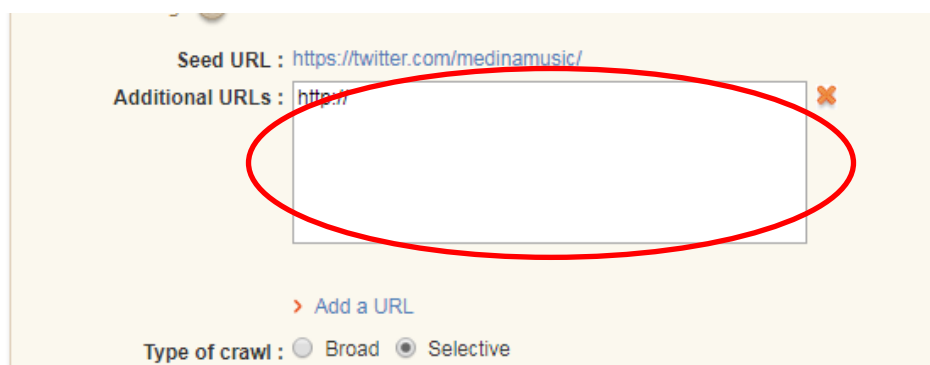 Seed URL : https://twitter.com/medinamusic/
Additional URLs : http://
Add a URL
Type of crawl : Broad Selective